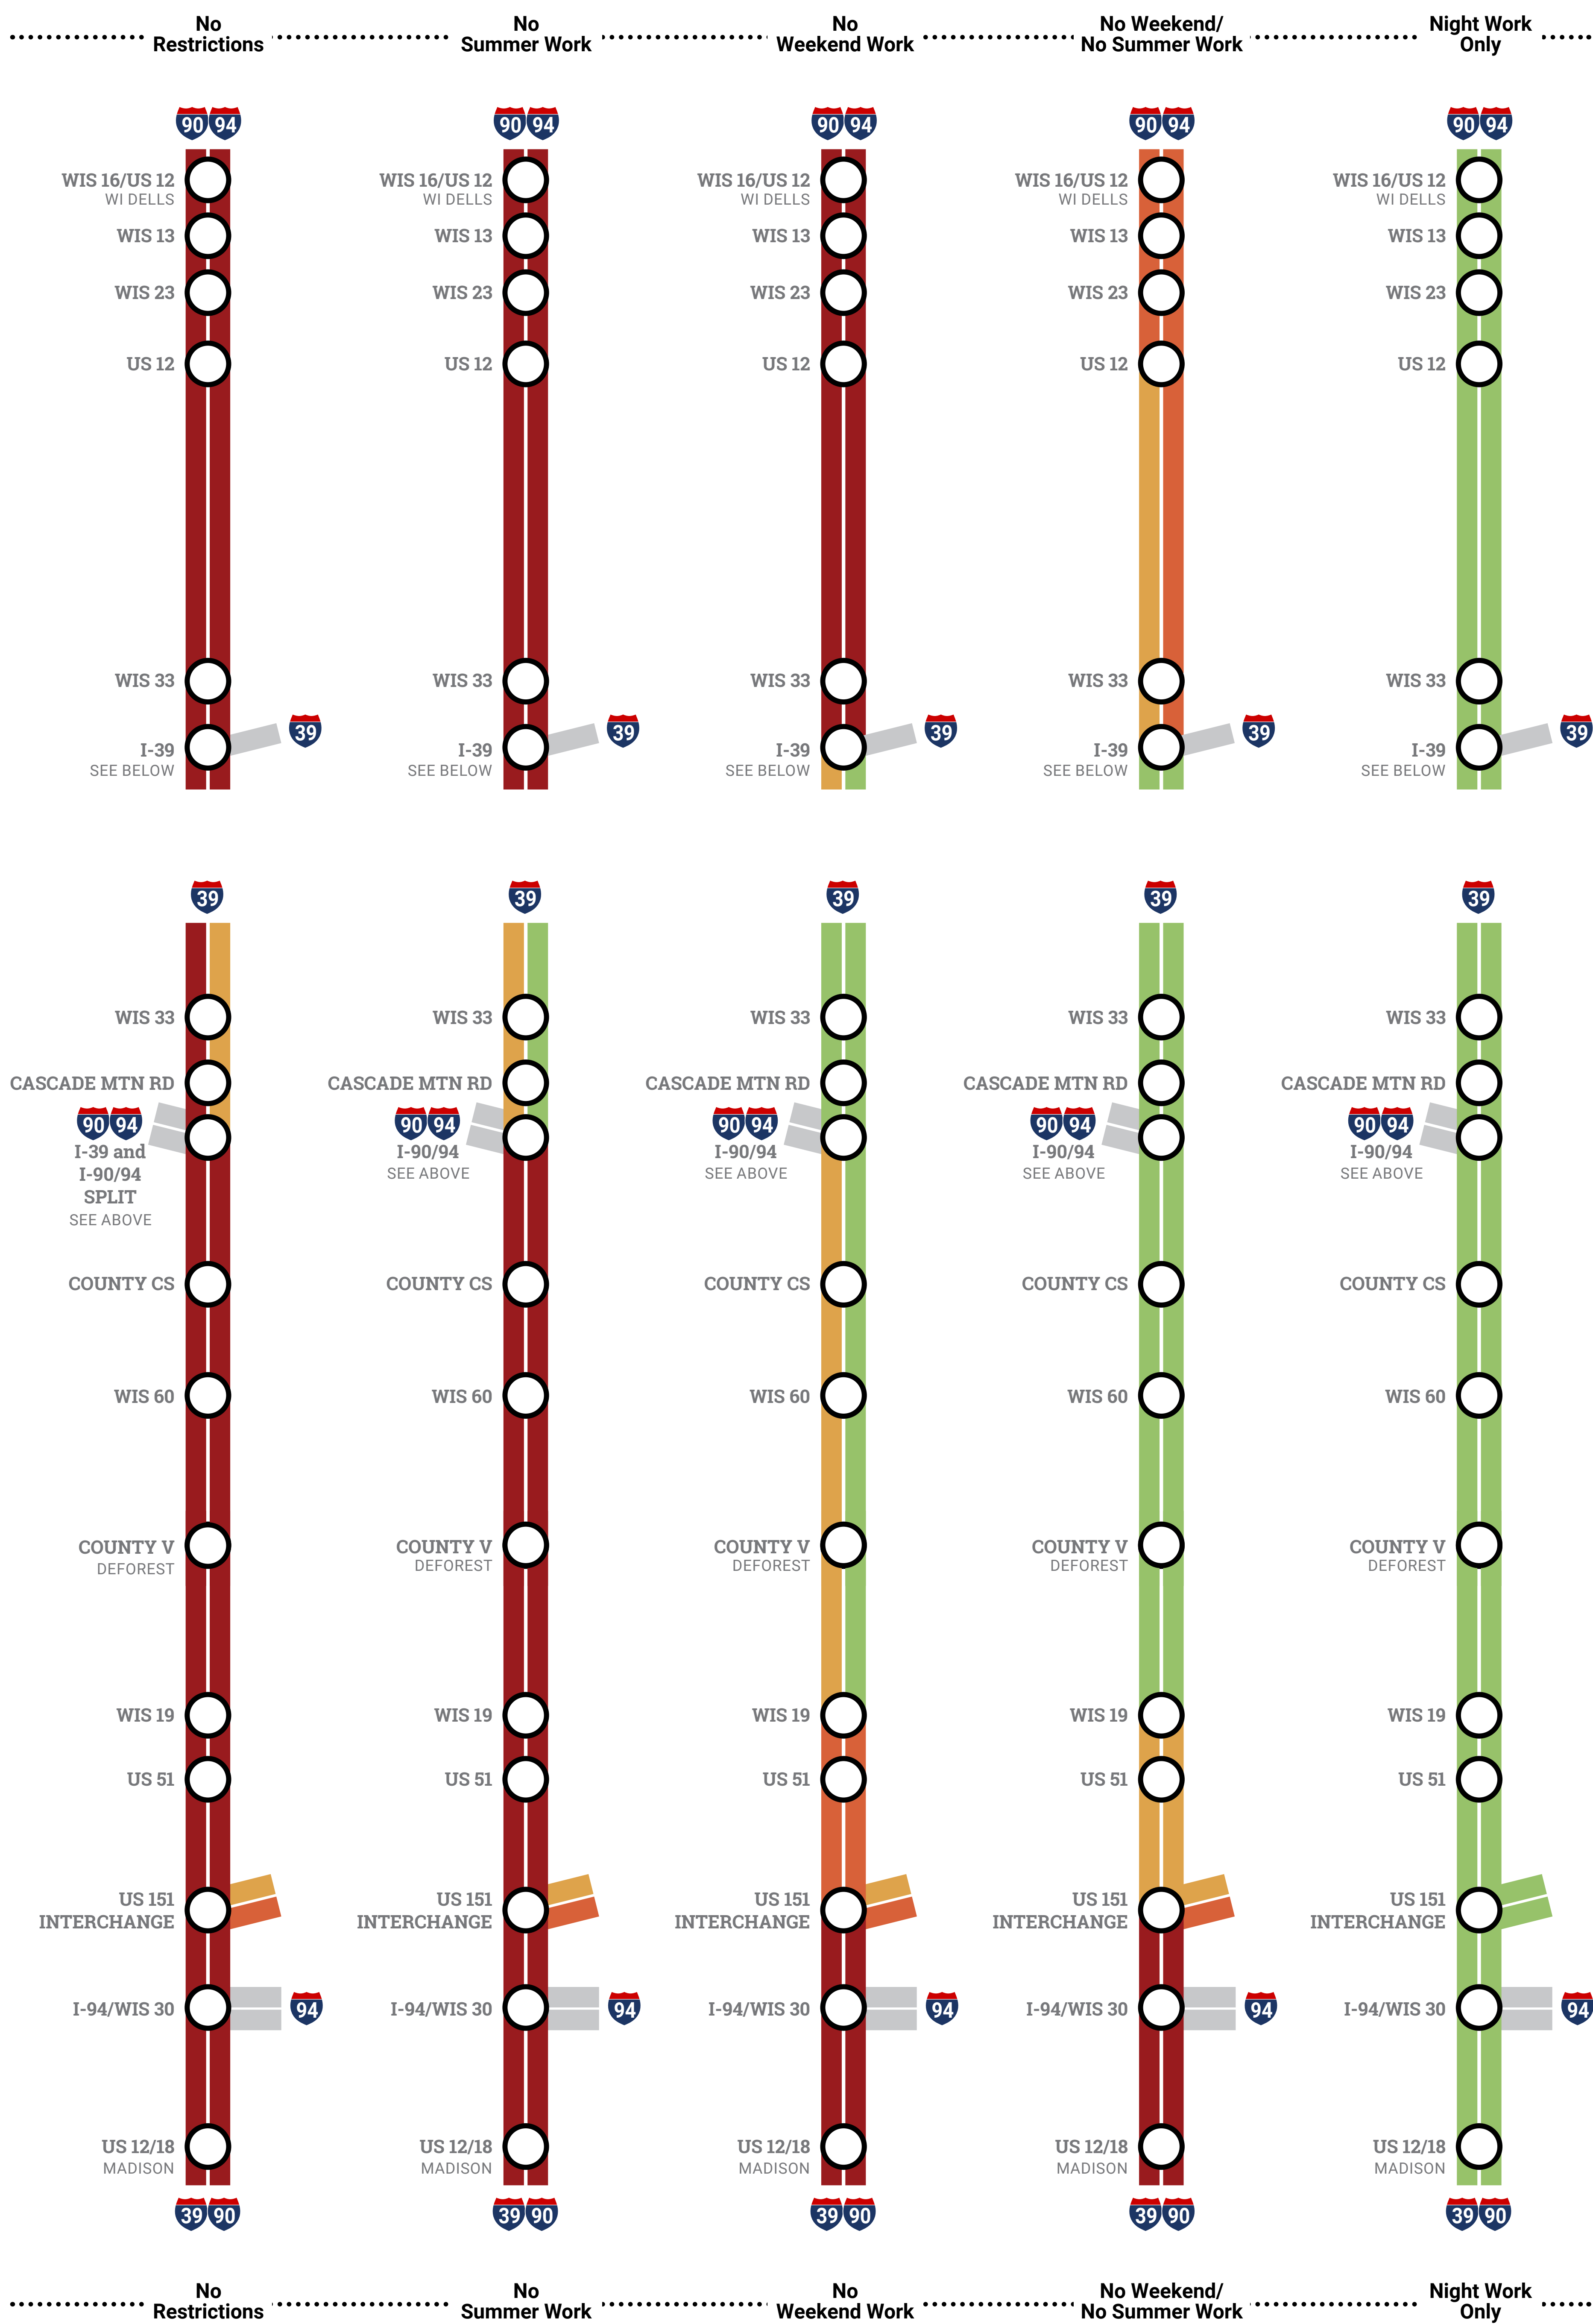 No
Restrictions
No
Summer Work
No
Weekend Work
No Weekend/
No Summer Work
Night Work
Only
90 94
90 94
90 94
90 94
90 94
WIS 16/US 12
WIS 16/US 12
WIS 16/US 12
WIS 16/US 12
WIS 16/US 12
WI DELLS
WI DELLS
WI DELLS
WI DELLS
WI DELLS
WIS 13
WIS 13
WIS 13
WIS 13
WIS 13
WIS 23
WIS 23
WIS 23
WIS 23
WIS 23
US 12
US 12
US 12
US 12
US 12
WIS 33
WIS 33
WIS 33
WIS 33
WIS 33
39
39
39
39
39
I-39
I-39
I-39
I-39
I-39
SEE BELOW
SEE BELOW
SEE BELOW
SEE BELOW
SEE BELOW
39
39
39
39
39
WIS 33
WIS 33
WIS 33
WIS 33
WIS 33
CASCADE MTN RD
CASCADE MTN RD
CASCADE MTN RD
CASCADE MTN RD
CASCADE MTN RD
90 94
90 94
90 94
90 94
90 94
I-39 and
I-90/94
SPLIT
SEE ABOVE
I-90/94
SEE ABOVE
I-90/94
SEE ABOVE
I-90/94
SEE ABOVE
I-90/94
SEE ABOVE
COUNTY CS
COUNTY CS
COUNTY CS
COUNTY CS
COUNTY CS
WIS 60
WIS 60
WIS 60
WIS 60
WIS 60
COUNTY V
COUNTY V
COUNTY V
COUNTY V
COUNTY V
DEFOREST
DEFOREST
DEFOREST
DEFOREST
DEFOREST
WIS 19
WIS 19
WIS 19
WIS 19
WIS 19
US 51
US 51
US 51
US 51
US 51
US 151
INTERCHANGE
US 151
INTERCHANGE
US 151
INTERCHANGE
US 151
INTERCHANGE
US 151
INTERCHANGE
I-94/WIS 30
94
I-94/WIS 30
94
I-94/WIS 30
94
I-94/WIS 30
94
I-94/WIS 30
94
US 12/18
US 12/18
US 12/18
US 12/18
US 12/18
MADISON
MADISON
MADISON
MADISON
MADISON
39 90
39 90
39 90
39 90
39 90
No
Restrictions
No
Summer Work
No
Weekend Work
No Weekend/
No Summer Work
Night Work
Only